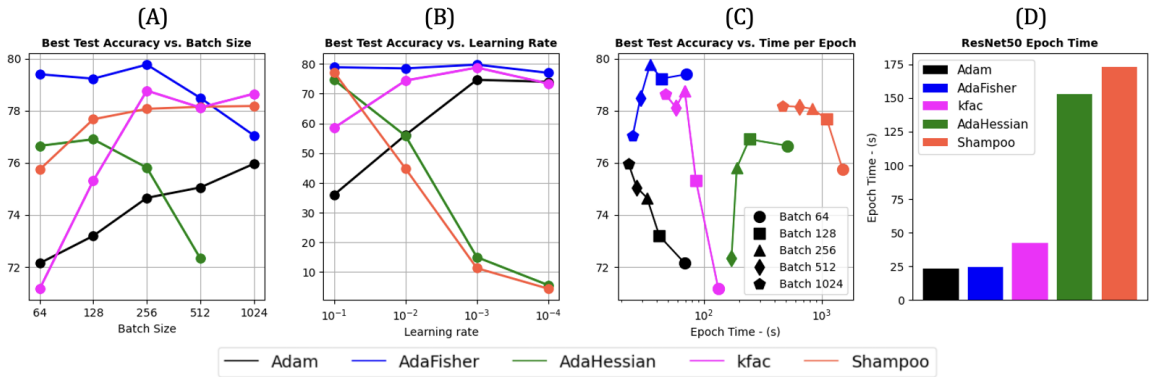 (A)
Best Test Accuracy vs. Batch Size
80
78
76
74
72
64 128 256 512 1024
Batch Size
(B)
Best Test Accuracy vs. Learning Rate
80
70
60
50
40
30
20
10
10⁻¹ 10⁻² 10⁻³ 10⁻⁴
Learning rate
(C)
Best Test Accuracy vs. Time per Epoch
80
78
76
74
72
Batch 64
Batch 128
Batch 256
Batch 512
Batch 1024
10² 10³
Epoch Time - (s)
(D)
ResNet50 Epoch Time
Epoch Time - (s)
175
150
125
100
75
50
25
0
Adam
AdaFisher
kfac
AdaHessian
Shampoo
Adam AdaFisher AdaHessian kfac Shampoo